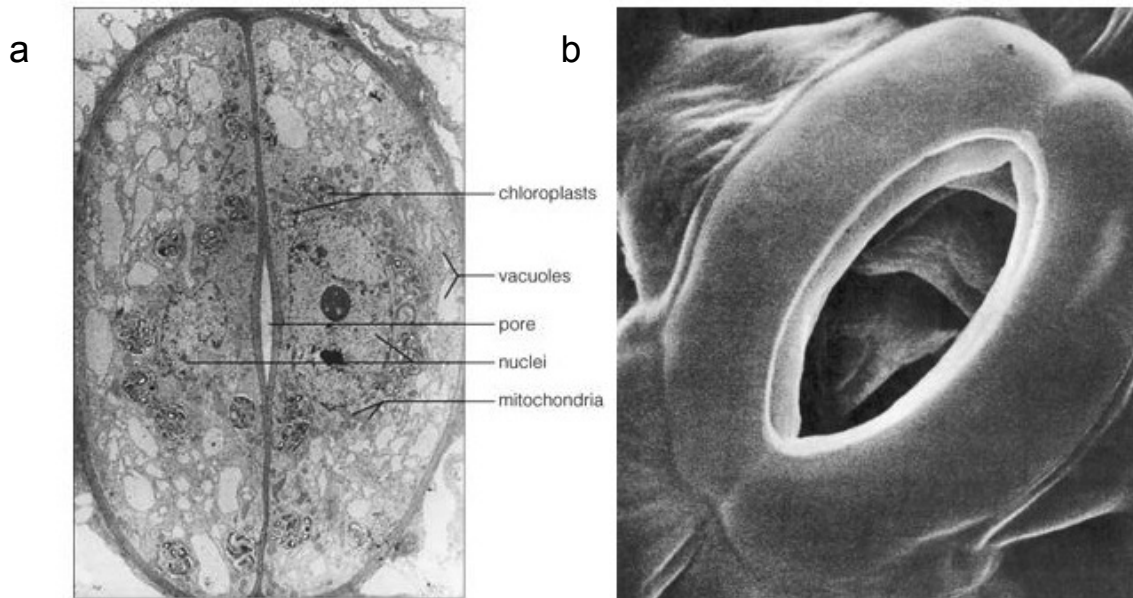 a
b
chloroplasts
vacuoles
pore
nuclei
mitochondria